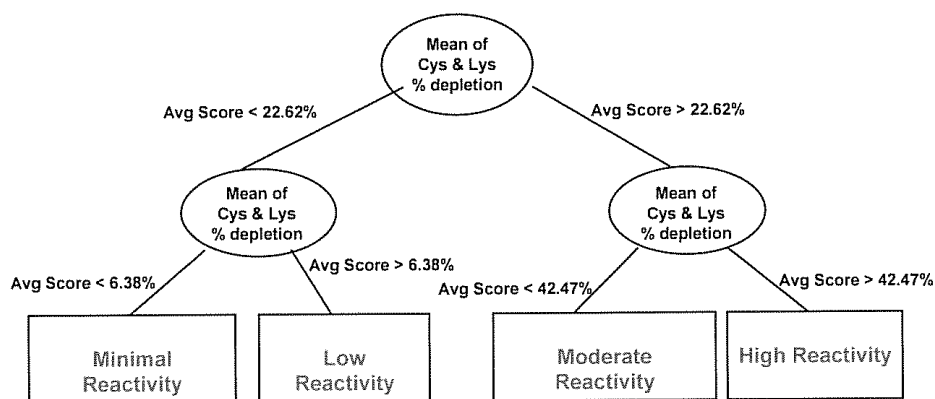 Mean of
Cys & Lys
% depletion
Avg Score < 22.62%
Avg Score > 22.62%
Mean of
Cys & Lys
% depletion
Mean of
Cys & Lys
% depletion
Avg Score < 6.38%
Avg Score > 6.38%
Avg Score < 42.47%
Avg Score > 42.47%
Minimal
Reactivity
Low
Reactivity
Moderate
Reactivity
High Reactivity